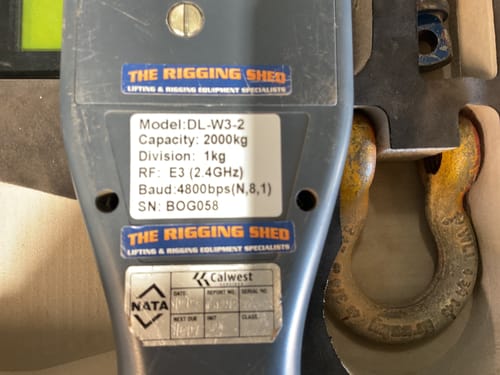 THE RIGGING SHED
LIFTING & RIGGING EQUIPMENT SPECIALISTS
Model:DL-W3-2
Capacity: 2000kg
Division: 1kg
RF: E3 (2.4GHz)
Baud:4800bps(N,8,1)
SN: BOG058
THE RIGGING SHED
LIFTING & RIGGING EQUIPMENT SPECIALISTS
Calwest
NATA
DATE
REPORT NO.
SERIAL NO.
NEXT DUE
INIT
CLASS